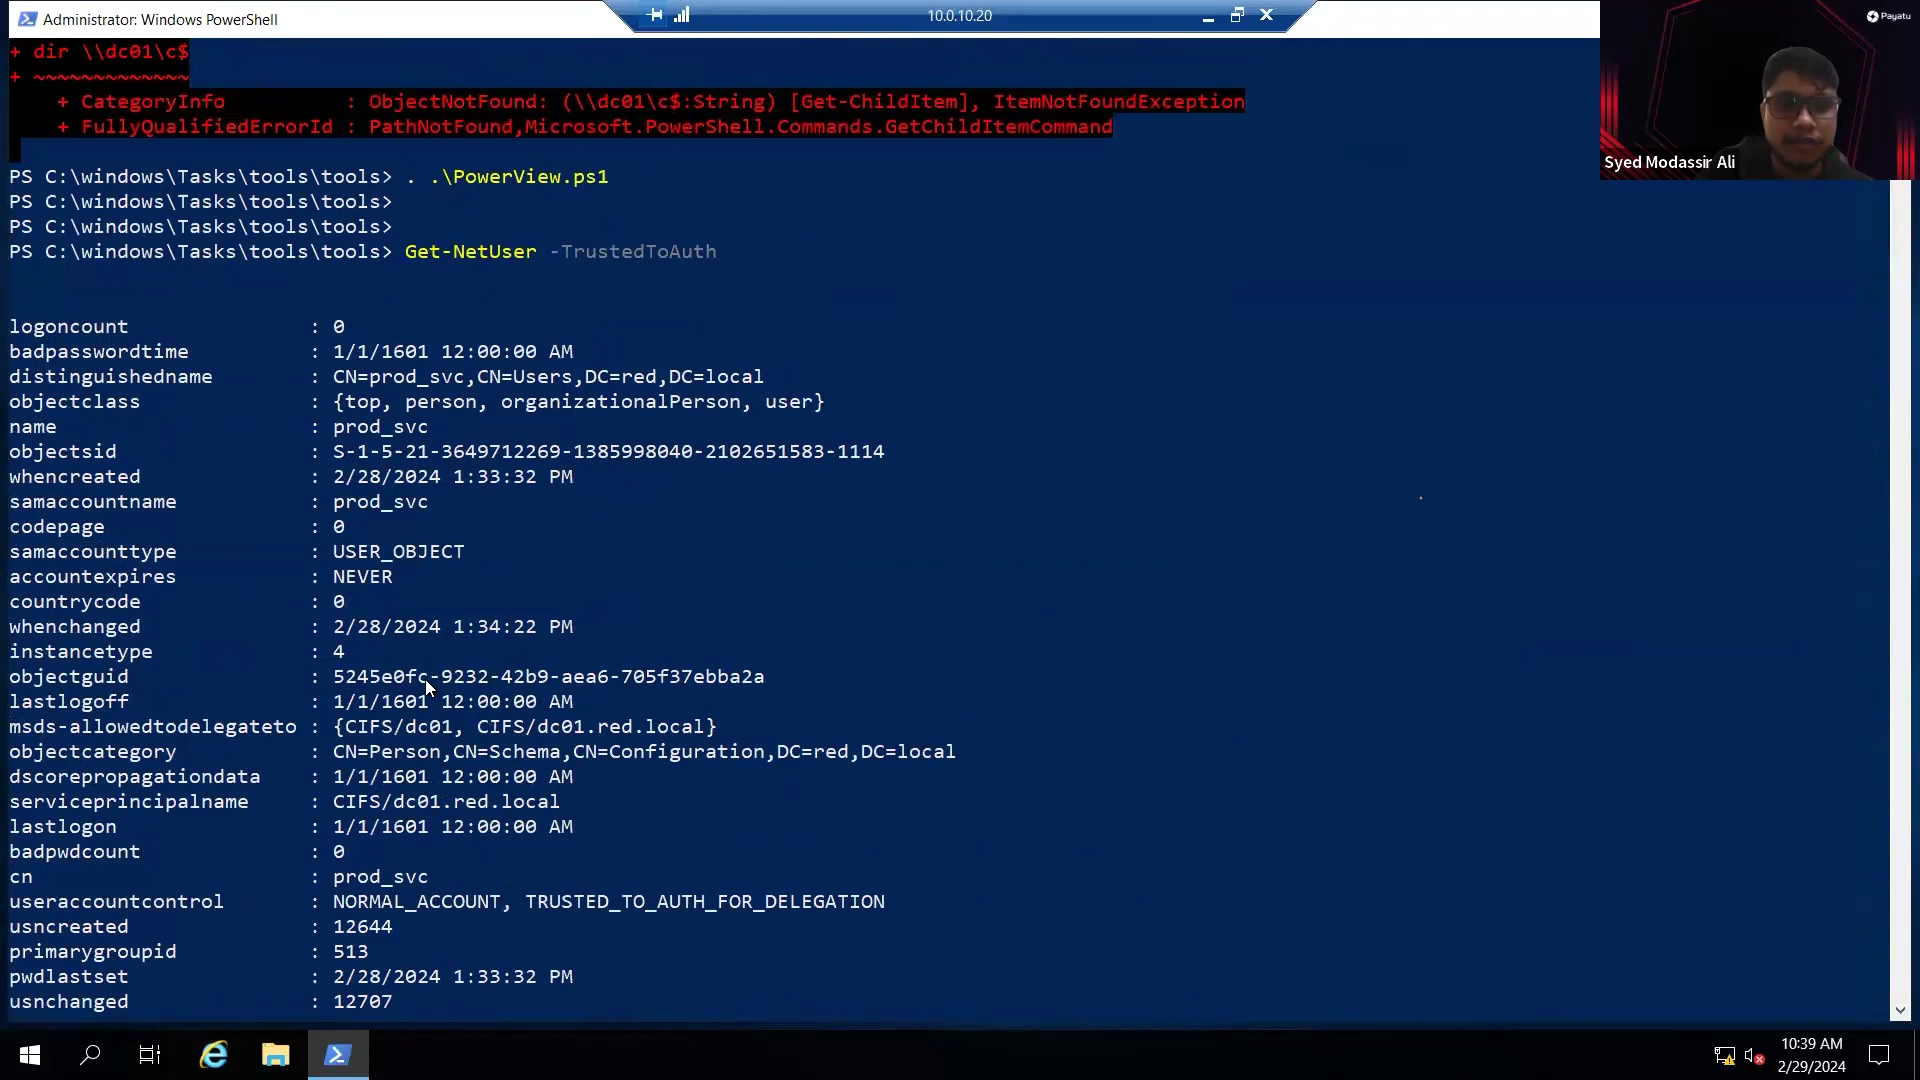 Administrator: Windows PowerShell
10.0.10.20
Payatu
Syed Modassir Ali
+ dir \\dc01\c$
+ ~~~~~~~~~~~~~
+ CategoryInfo : ObjectNotFound: (\\dc01\c$:String) [Get-ChildItem], ItemNotFoundException
+ FullyQualifiedErrorId : PathNotFound,Microsoft.PowerShell.Commands.GetChildItemCommand
PS C:\windows\Tasks\tools\tools> . .\PowerView.ps1
PS C:\windows\Tasks\tools\tools>
PS C:\windows\Tasks\tools\tools>
PS C:\windows\Tasks\tools\tools> Get-NetUser -TrustedToAuth
logoncount : 0
badpasswordtime : 1/1/1601 12:00:00 AM
distinguishedname : CN=prod_svc,CN=Users,DC=red,DC=local
objectclass : {top, person, organizationalPerson, user}
name : prod_svc
objectsid : S-1-5-21-3649712269-1385998040-2102651583-1114
whencreated : 2/28/2024 1:33:32 PM
samaccountname : prod_svc
codepage : 0
samaccounttype : USER_OBJECT
accountexpires : NEVER
countrycode : 0
whenchanged : 2/28/2024 1:34:22 PM
instancetype : 4
objectguid : 5245e0fc-9232-42b9-aea6-705f37ebba2a
lastlogoff : 1/1/1601 12:00:00 AM
msds-allowedtodelegateto : {CIFS/dc01, CIFS/dc01.red.local}
objectcategory : CN=Person,CN=Schema,CN=Configuration,DC=red,DC=local
dscorepropagationdata : 1/1/1601 12:00:00 AM
serviceprincipalname : CIFS/dc01.red.local
lastlogon : 1/1/1601 12:00:00 AM
badpwdcount : 0
cn : prod_svc
useraccountcontrol : NORMAL_ACCOUNT, TRUSTED_TO_AUTH_FOR_DELEGATION
usncreated : 12644
primarygroupid : 513
pwdlastset : 2/28/2024 1:33:32 PM
usnchanged : 12707
10:39 AM
2/29/2024